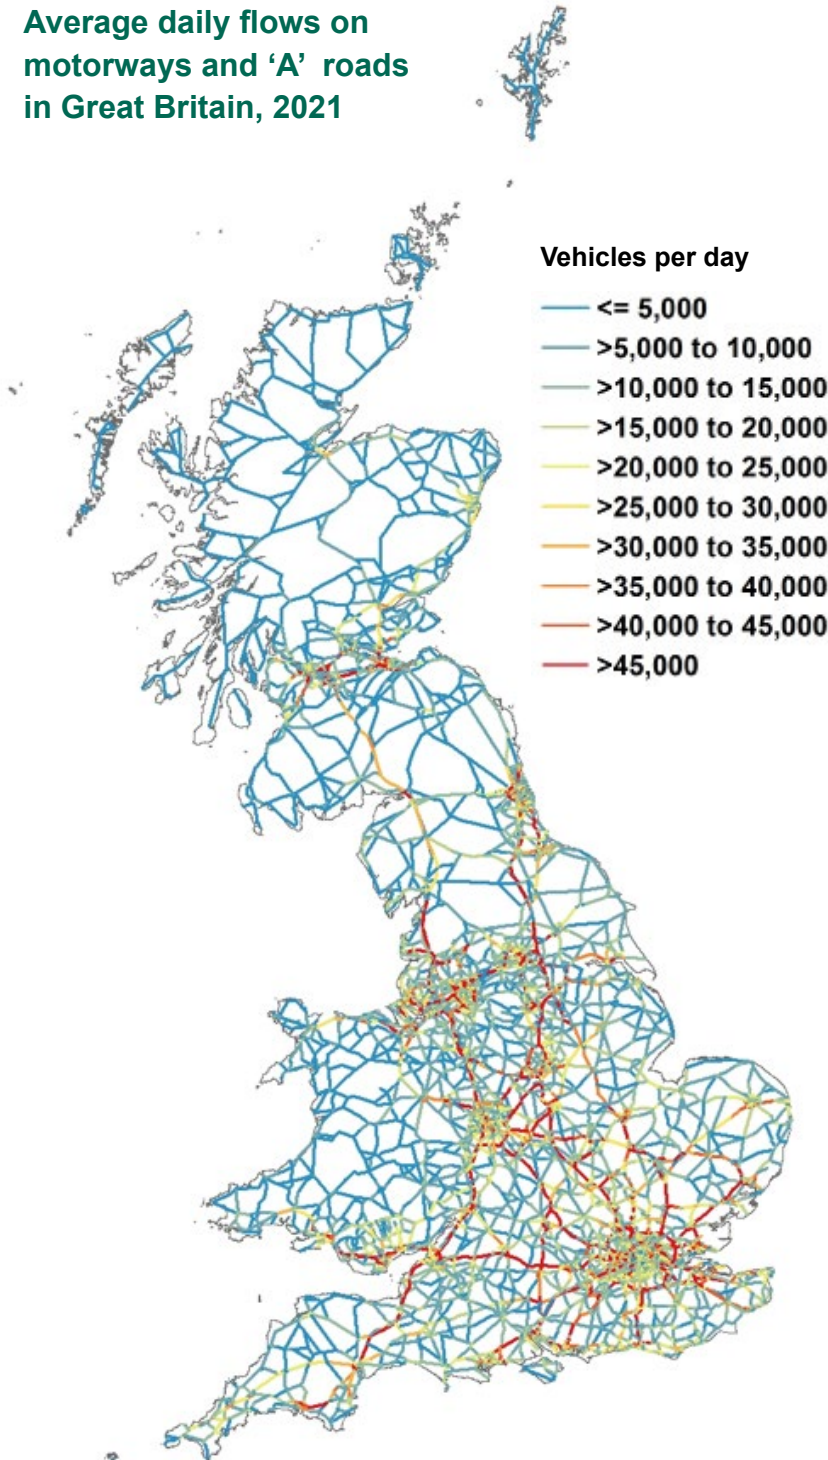 Average daily flows on
motorways and ‘A’ roads
in Great Britain, 2021
Vehicles per day
<= 5,000
>5,000 to 10,000
>10,000 to 15,000
>15,000 to 20,000
>20,000 to 25,000
>25,000 to 30,000
>30,000 to 35,000
>35,000 to 40,000
>40,000 to 45,000
>45,000